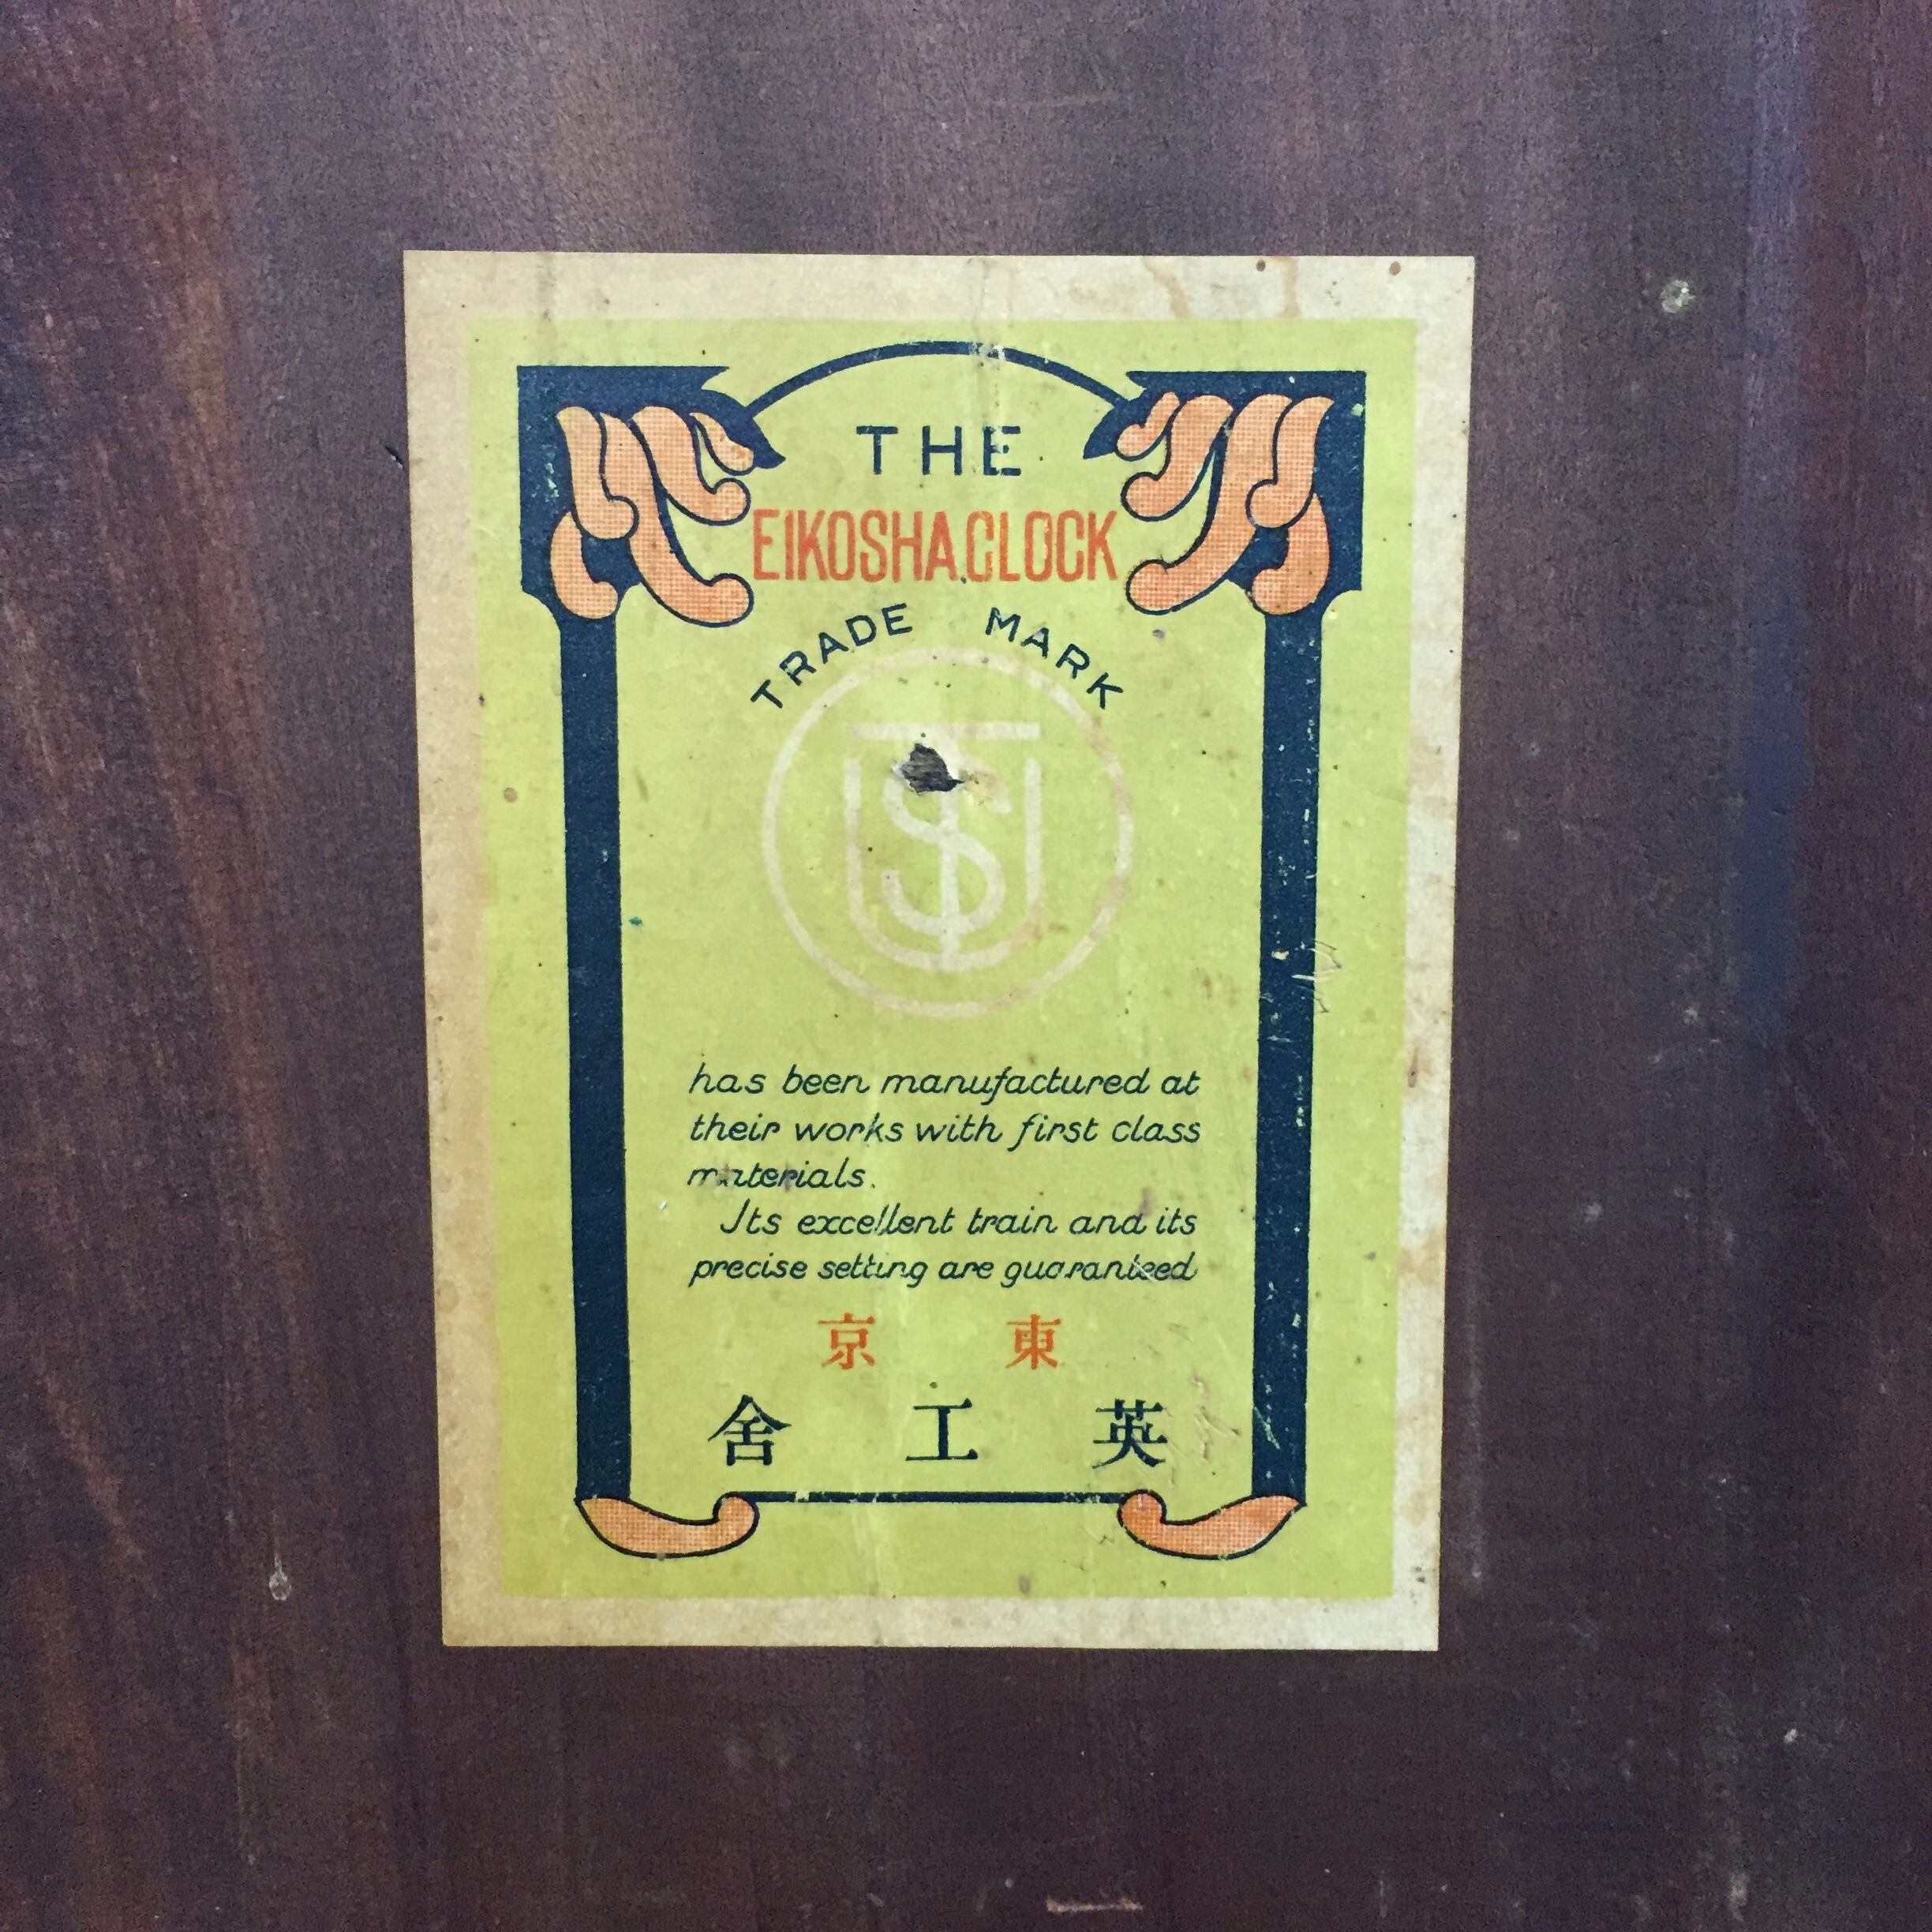 THE
EIKOSHA CLOCK
TRADE MARK
UTS
has been manufactured at
their works with first class
materials.
Its excellent train and its
precise setting are guaranteed
東京
英工舎